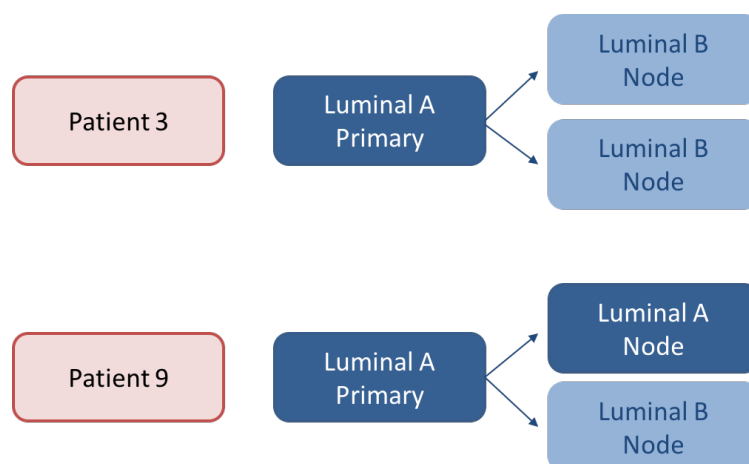 Patient 3
Luminal A
Primary
Luminal B
Node
Luminal B
Node
Patient 9
Luminal A
Primary
Luminal A
Node
Luminal B
Node